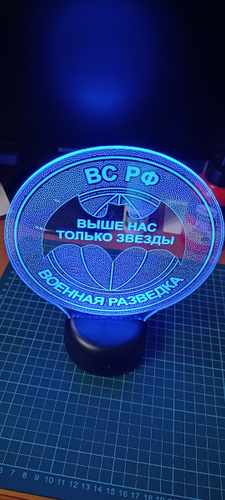 ВС РФ
ВЫШЕ НАС
ТОЛЬКО ЗВЕЗДЫ
ВОЕННАЯ РАЗВЕДКА